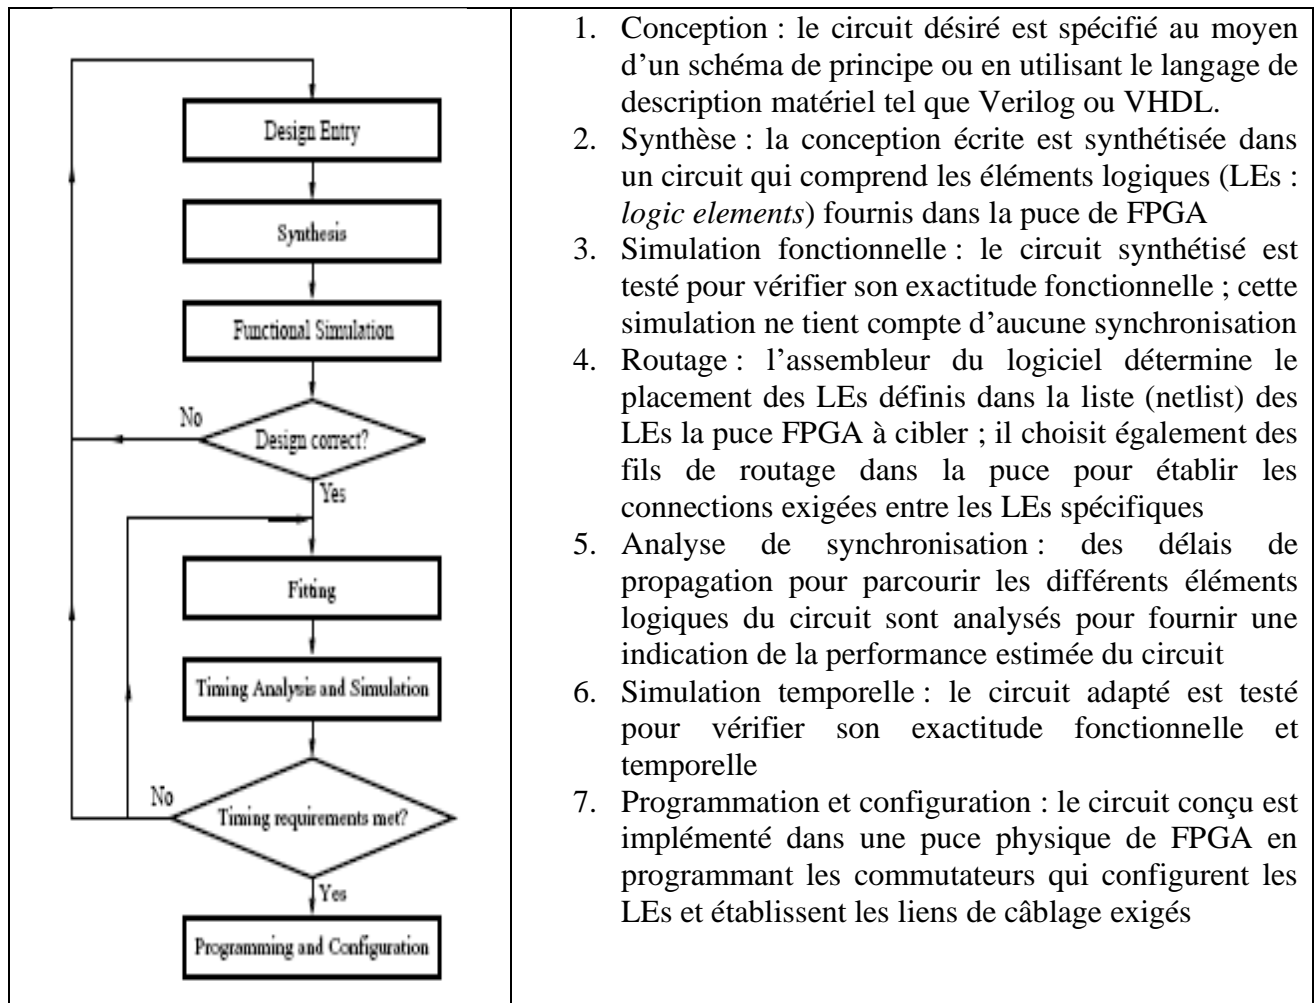 Design Entry
Synthesis
Functional Simulation
No
Design correct?
Yes
Fitting
Timing Analysis and Simulation
No
Timing requirements met?
Yes
Programming and Configuration
1. Conception : le circuit désiré est spécifié au moyen
d’un schéma de principe ou en utilisant le langage de
description matériel tel que Verilog ou VHDL.
2. Synthèse : la conception écrite est synthétisée dans
un circuit qui comprend les éléments logiques (LEs :
logic elements) fournis dans la puce de FPGA
3. Simulation fonctionnelle : le circuit synthétisé est
testé pour vérifier son exactitude fonctionnelle ; cette
simulation ne tient compte d’aucune synchronisation
4. Routage : l’assembleur du logiciel détermine le
placement des LEs définis dans la liste (netlist) des
LEs la puce FPGA à cibler ; il choisit également des
fils de routage dans la puce pour établir les
connections exigées entre les LEs spécifiques
5. Analyse de synchronisation : des délais de
propagation pour parcourir les différents éléments
logiques du circuit sont analysés pour fournir une
indication de la performance estimée du circuit
6. Simulation temporelle : le circuit adapté est testé
pour vérifier son exactitude fonctionnelle et
temporelle
7. Programmation et configuration : le circuit conçu est
implémenté dans une puce physique de FPGA en
programmant les commutateurs qui configurent les
LEs et établissent les liens de câblage exigés